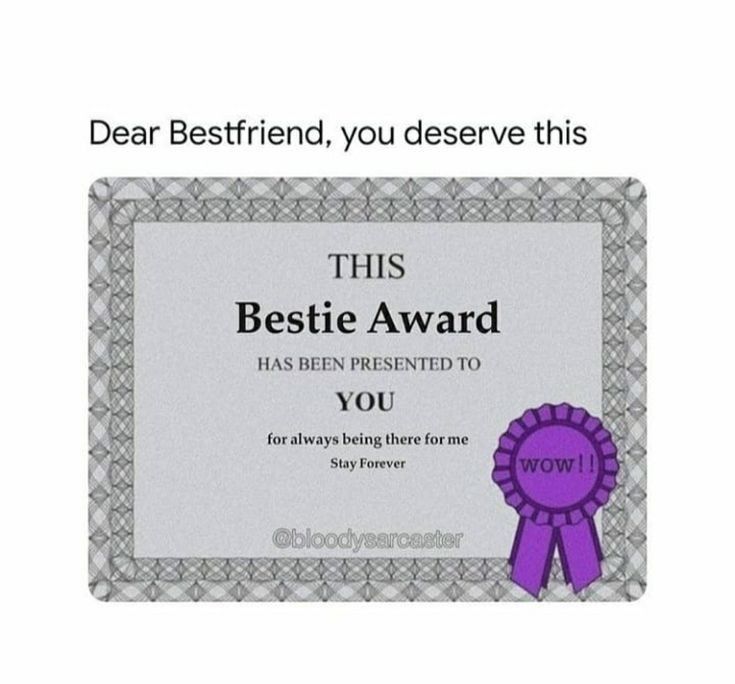 Dear Bestfriend, you deserve this
THIS
Bestie Award
HAS BEEN PRESENTED TO
YOU
for always being there for me
Stay Forever
wow!!
@bloodysarcaster